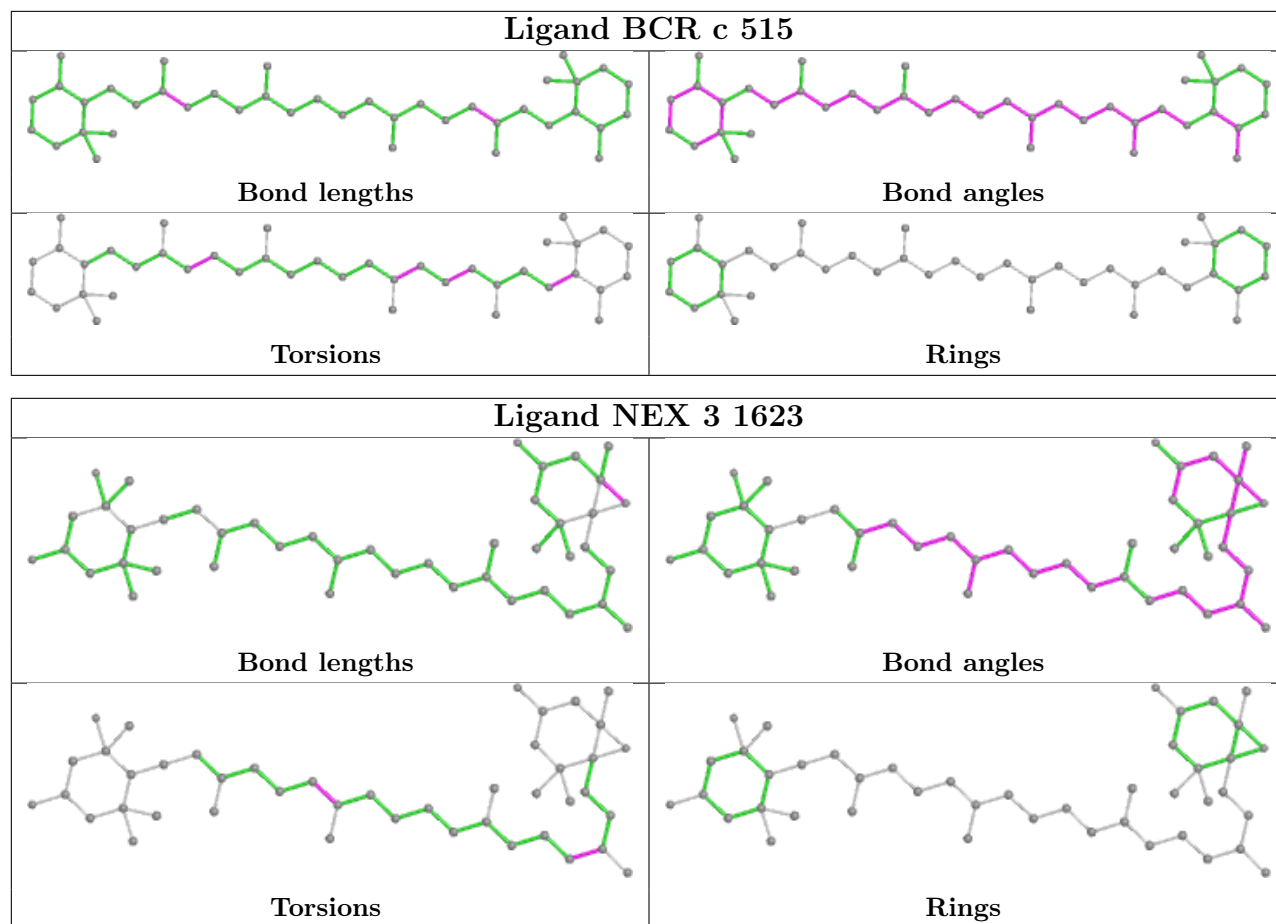 Ligand BCR c 515
Bond lengths
Bond angles
Torsions
Rings
Ligand NEX 3 1623
Bond lengths
Bond angles
Torsions
Rings